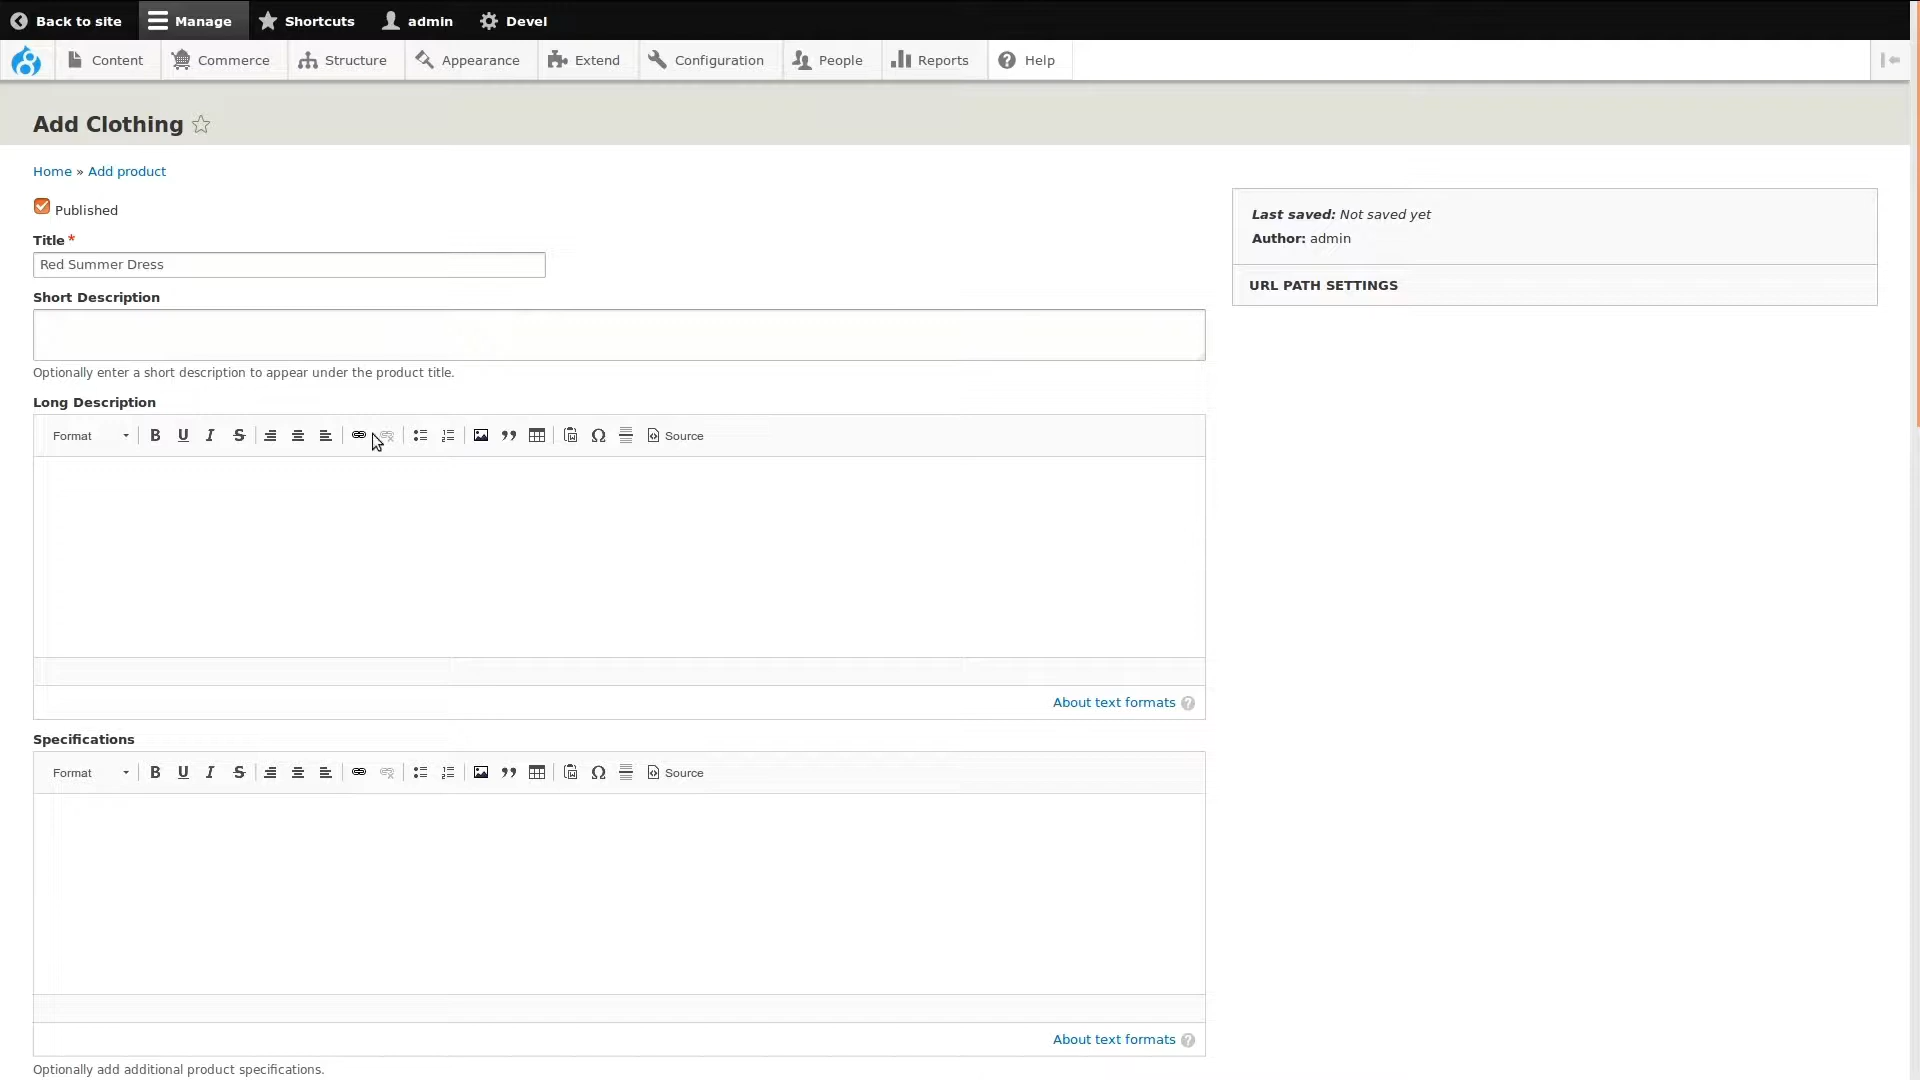 Back to site Manage Shortcuts admin Devel
Content Commerce Structure Appearance Extend Configuration People Reports Help
Add Clothing
Home » Add product
Published
Title *
Red Summer Dress
Short Description
Optionally enter a short description to appear under the product title.
Long Description
Format B U I S Source
About text formats ?
Specifications
Format B U I S Source
About text formats ?
Optionally add additional product specifications.
Last saved: Not saved yet
Author: admin
URL PATH SETTINGS